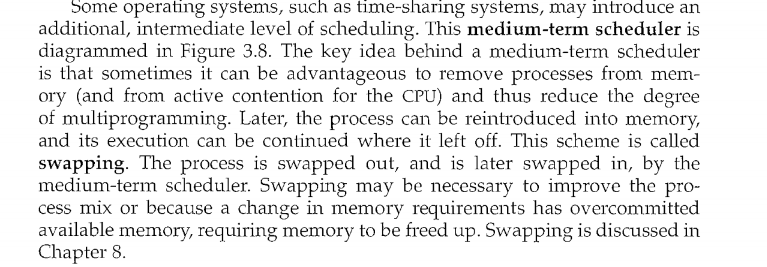 Some operating systems, such as time-sharing systems, may introduce an
additional, intermediate level of scheduling. This medium-term scheduler is
diagrammed in Figure 3.8. The key idea behind a medium-term scheduler
is that sometimes it can be advantageous to remove processes from mem-
ory (and from active contention for the CPU) and thus reduce the degree
of multiprogramming. Later, the process can be reintroduced into memory,
and its execution can be continued where it left off. This scheme is called
swapping. The process is swapped out, and is later swapped in, by the
medium-term scheduler. Swapping may be necessary to improve the pro-
cess mix or because a change in memory requirements has overcommitted
available memory, requiring memory to be freed up. Swapping is discussed in
Chapter 8.